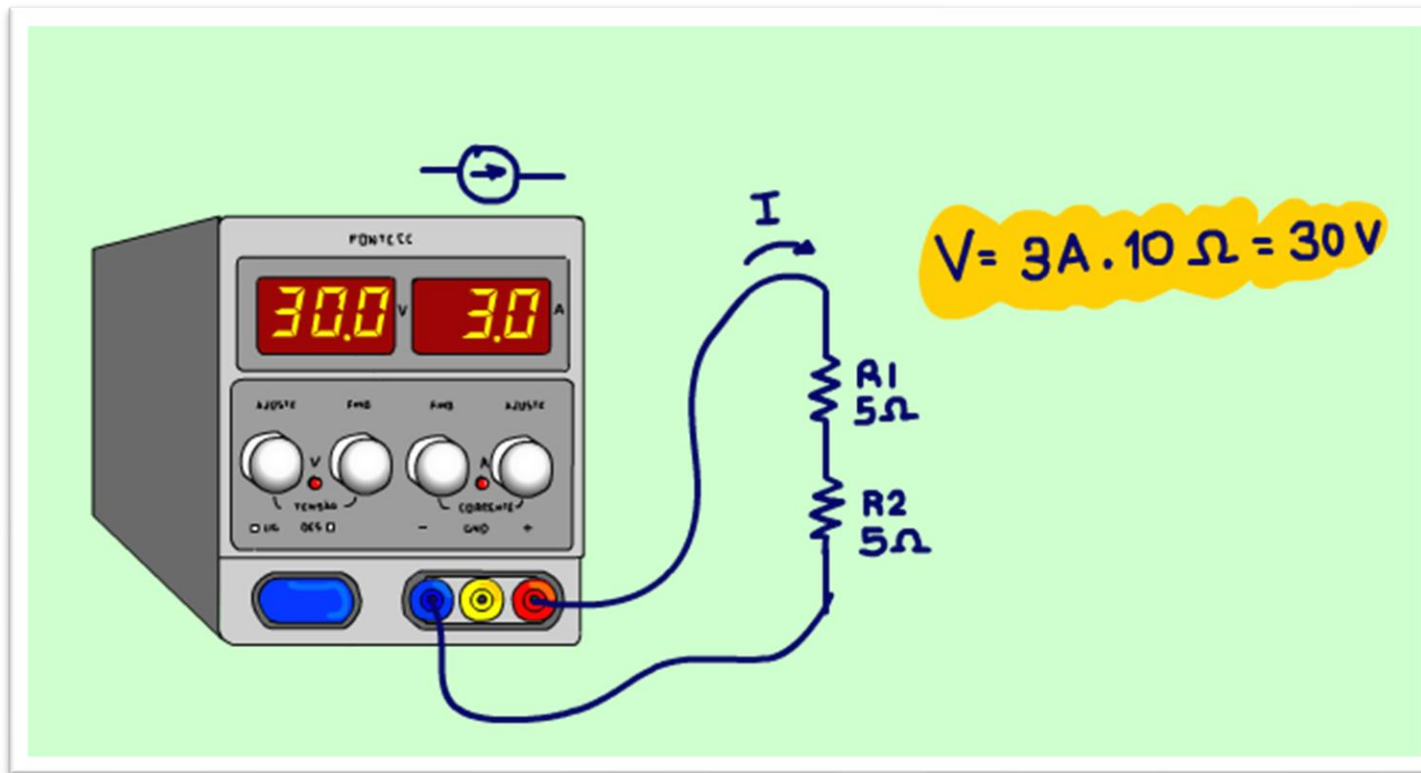 FONTE CC
30.0 V 3.0 A
AJUSTE FINO FINO AJUSTE
V A
TENSÃO CORRENTE
LIG DES - GND +
I
V= 3A.10 Ω = 30 V
R1
5Ω
R2
5Ω